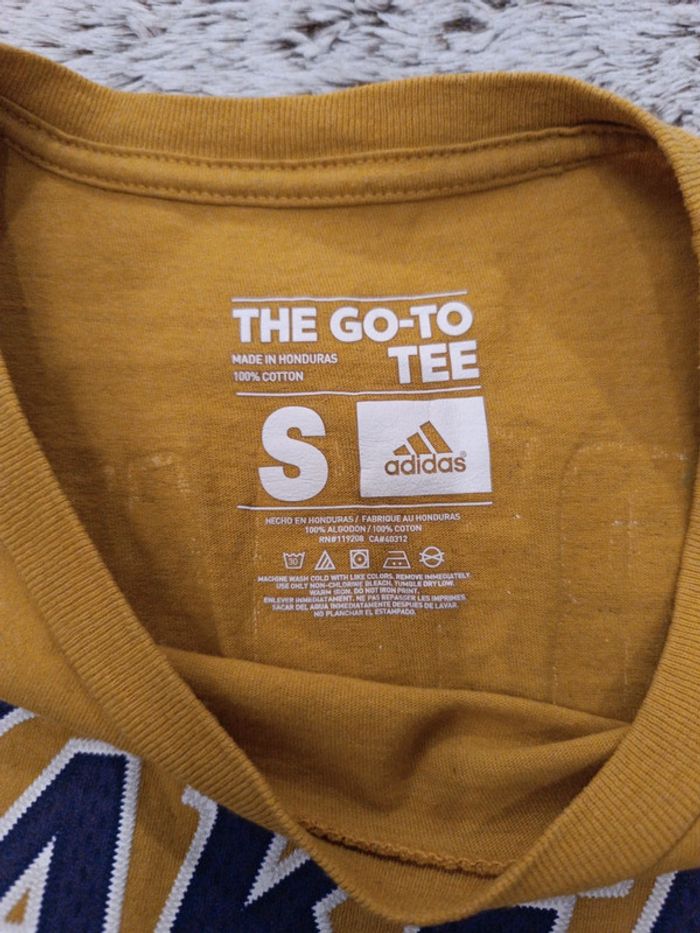 THE GO-TO
TEE
MADE IN HONDURAS
100% COTTON
S
adidas®
HECHO EN HONDURAS / FABRIQUE AU HONDURAS
100% ALGODON / 100% COTON
RN#119208 CA#40312
30
MACHINE WASH COLD WITH LIKE COLORS. REMOVE IMMEDIATELY.
USE ONLY NON-CHLORINE BLEACH. TUMBLE DRY LOW.
WARM IRON. DO NOT IRON PRINT.
ENLEVER IMMEDIATAMENT. NE PAS REPASSER LES IMPRIMES.
SACAR DEL AGUA INMEDIATAMENTE DESPUES DE LAVAR.
NO PLANCHAR EL ESTAMPADO.